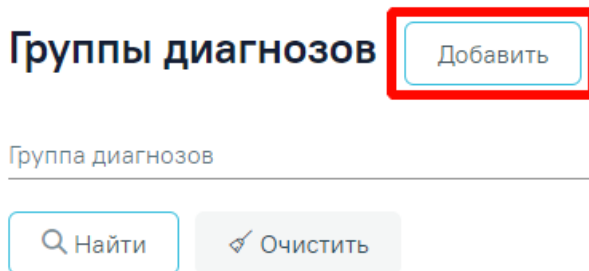 Группы диагнозов Добавить
Группа диагнозов
Найти Очистить